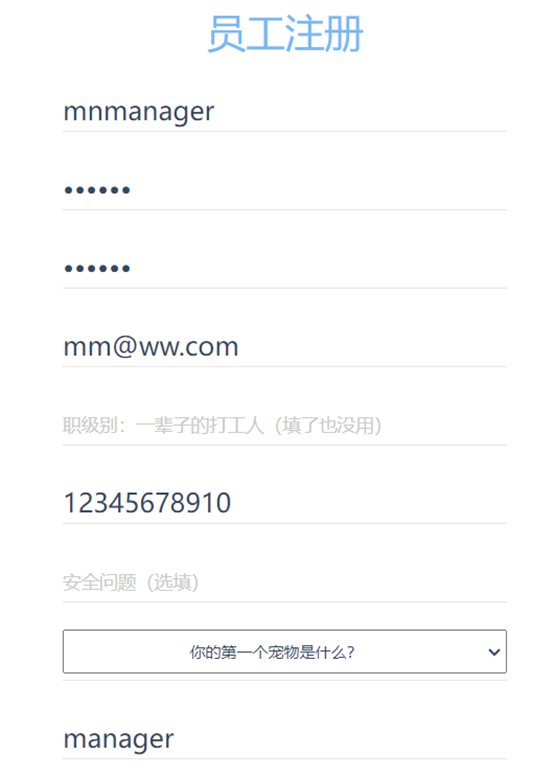 员工注册
mnmanager
••••••
••••••
mm@ww.com
职级别：一辈子的打工人（填了也没用）
12345678910
安全问题（选填）
你的第一个宠物是什么？
manager